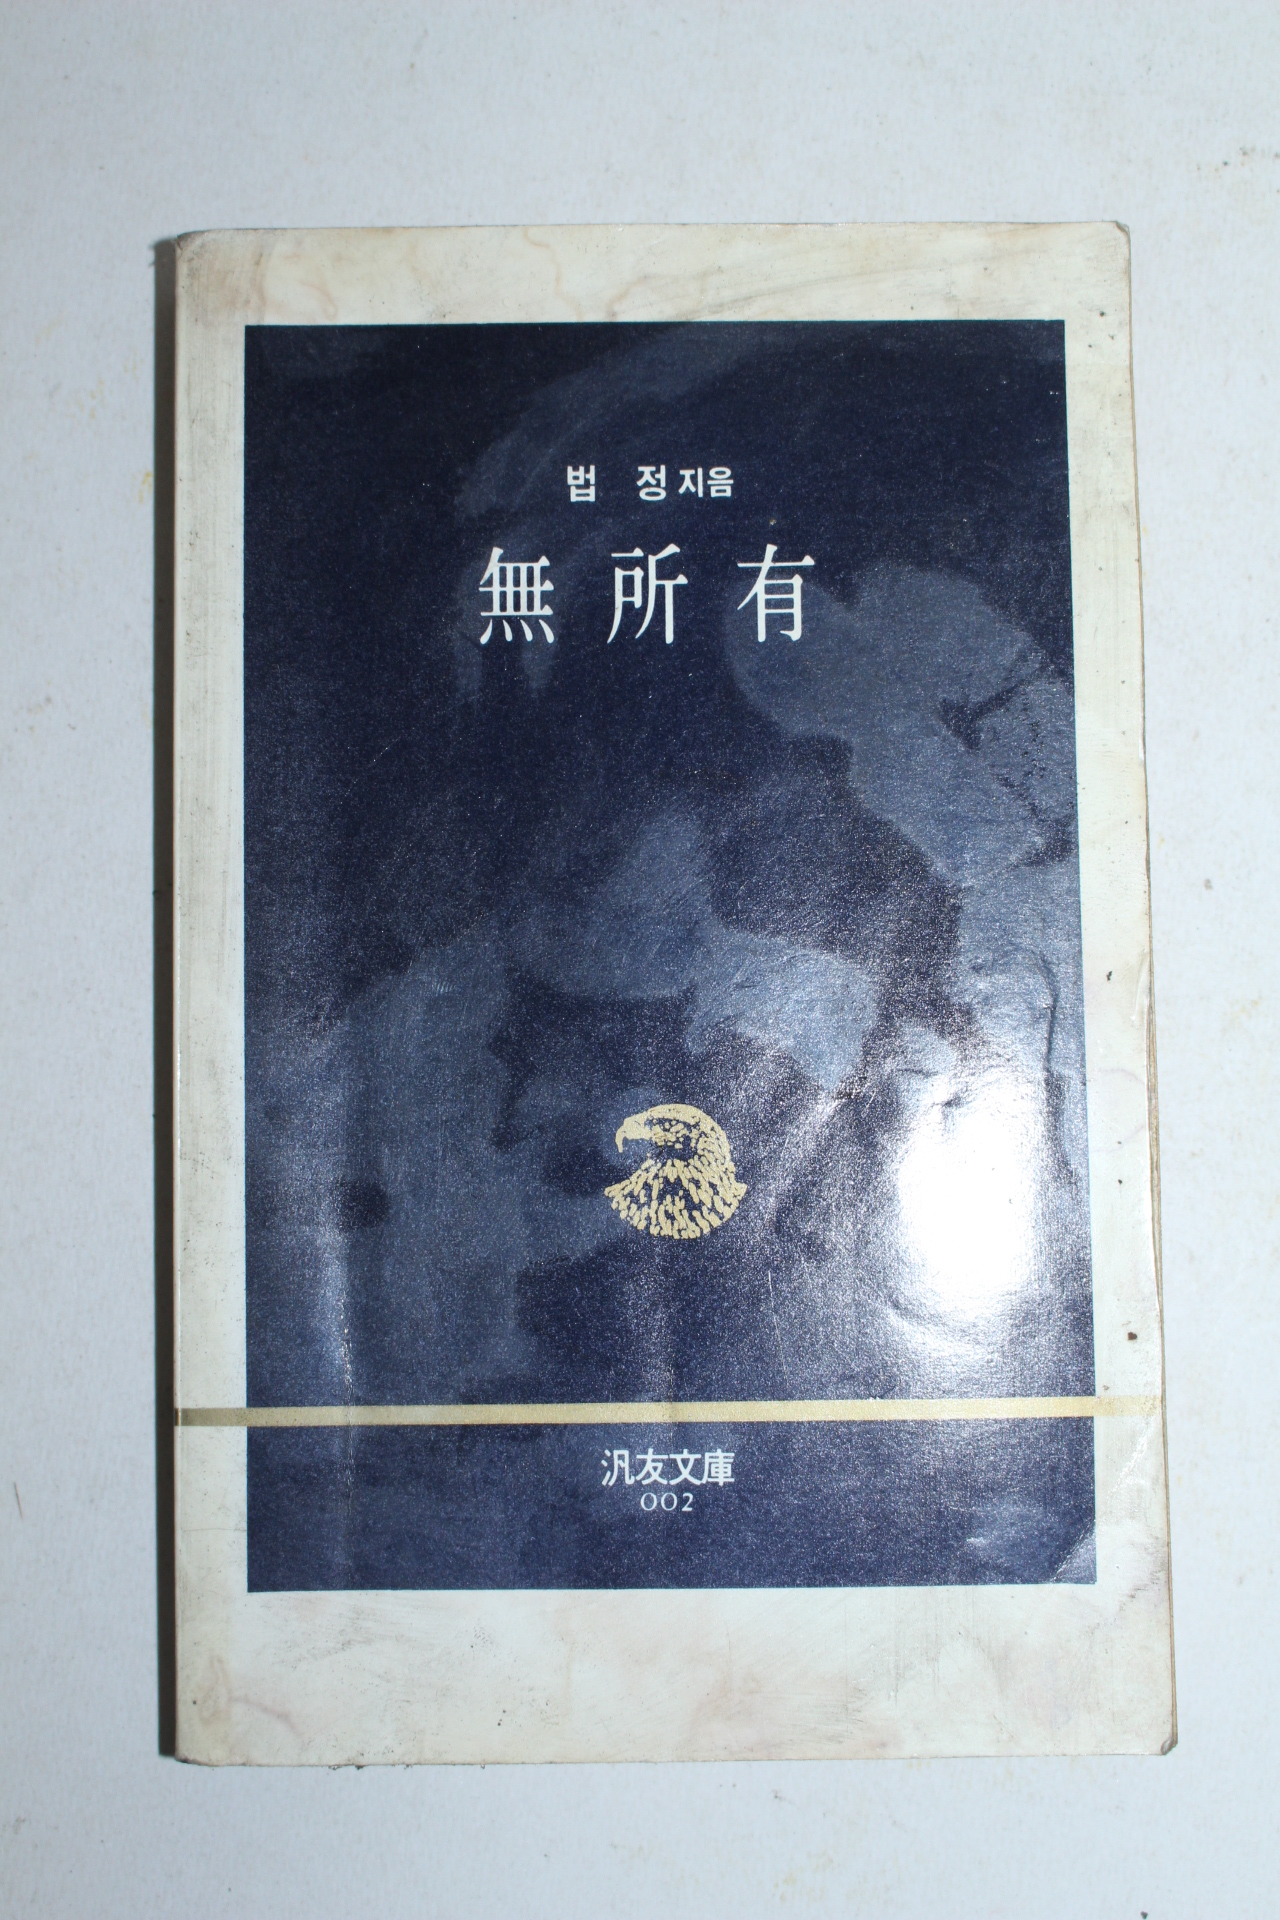 법 정 지음
無所有
汎友文庫
002